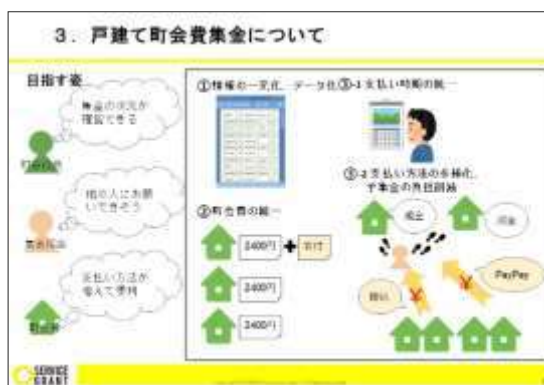 3. 戸建て町会費集金について
目指す姿
集金の状況が
確認できる
他の人にお願
いできそう
支払い方法が
増えて便利
①情報の一元化、データ化
③-1 支払い時期の統一
③-2 支払い方法の多様化、
手集金の負担削減
②町会費の統一
2400円
+
寄付
2400円
2400円
振込
PayPay
SERVICE
GRANT